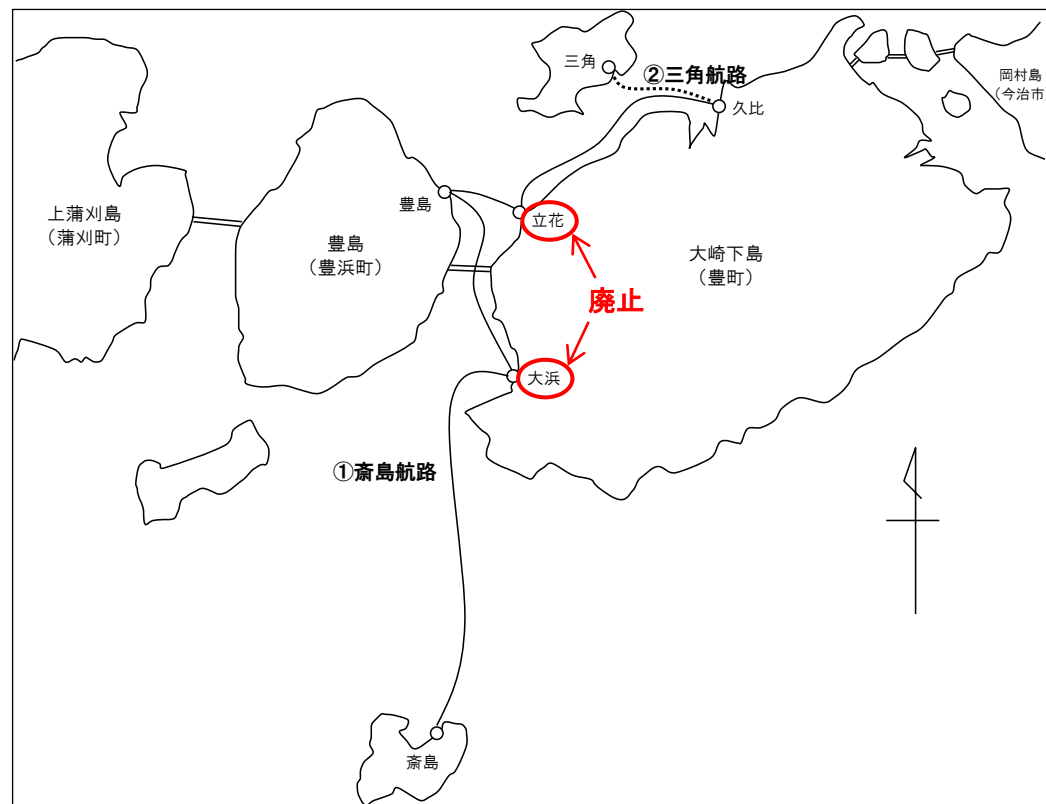 三角
②三角航路
久比
岡村島
(今治市)
上蒲刈島
(蒲刈町)
豊島
立花
豊島
(豊浜町)
大崎下島
(豊町)
廃止
大浜
①斎島航路
斎島